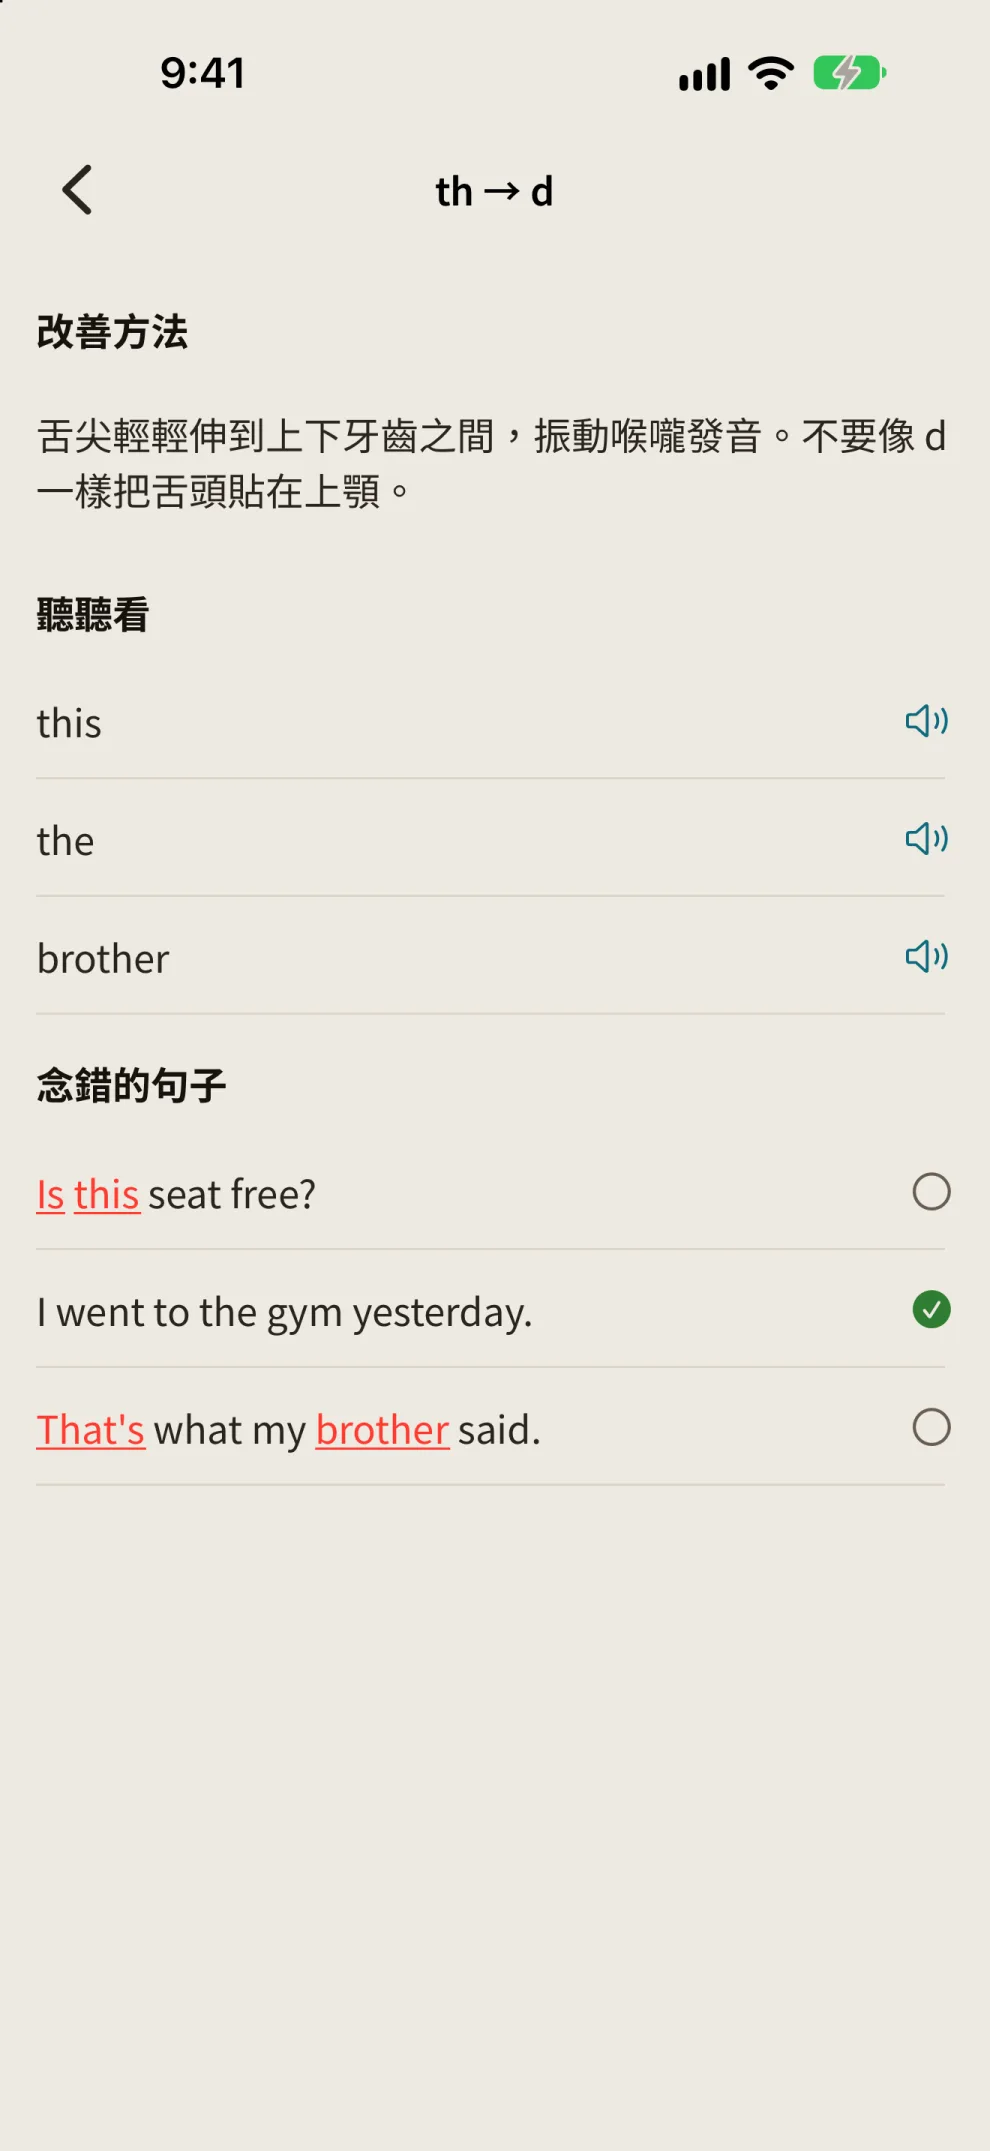 9:41
th → d
改善方法
舌尖輕輕伸到上下牙齒之間，振動喉嚨發音。不要像 d
一樣把舌頭貼在上顎。
聽聽看
this
the
brother
念錯的句子
Is this seat free?
I went to the gym yesterday.
That's what my brother said.